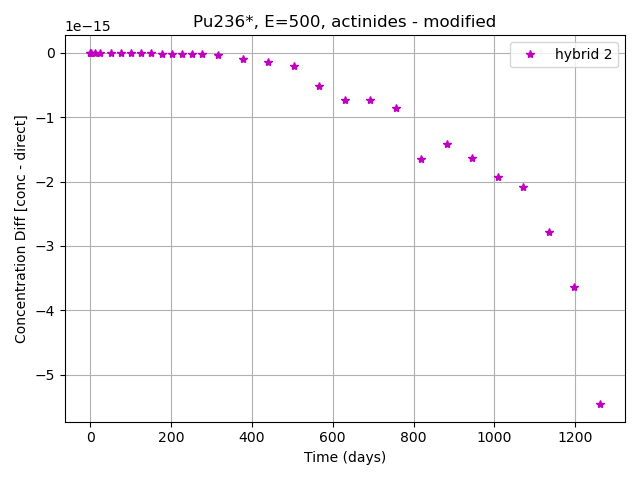 Pu236*, E=500, actinides - modified
1e−15
hybrid 2
0
−1
−2
−3
−4
−5
Concentration Diff [conc - direct]
0 200 400 600 800 1000 1200
Time (days)